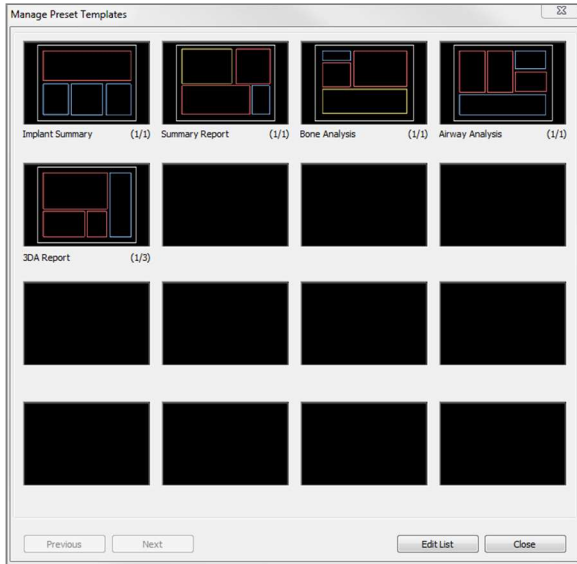 Manage Preset Templates
Implant Summary (1/1) Summary Report (1/1) Bone Analysis (1/1) Airway Analysis (1/1)
3DA Report (1/3)
Previous Next Edit List Close